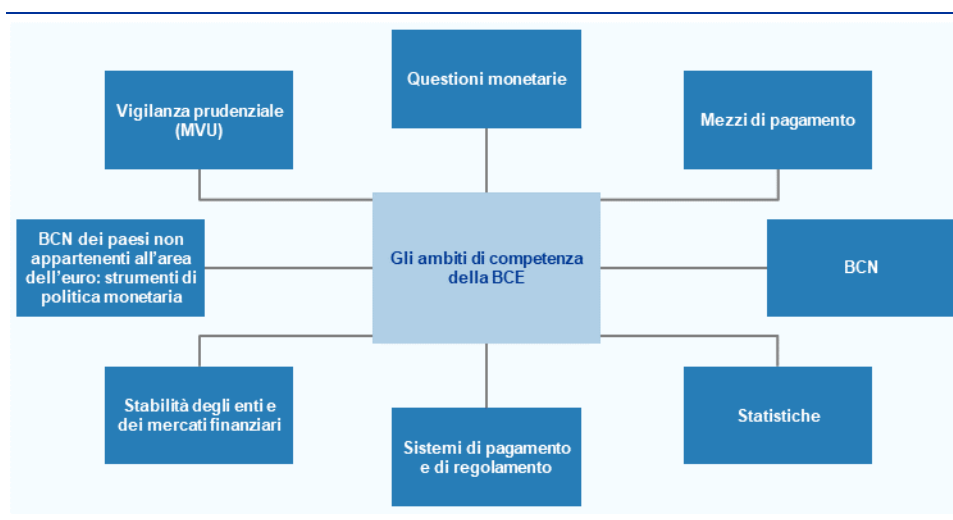 Questioni monetarie
Vigilanza prudenziale
(MVU)
Mezzi di pagamento
BCN dei paesi non
appartenenti all'area
dell'euro: strumenti di
politica monetaria
Gli ambiti di competenza
della BCE
BCN
Stabilità degli enti e
dei mercati finanziari
Sistemi di pagamento
e di regolamento
Statistiche